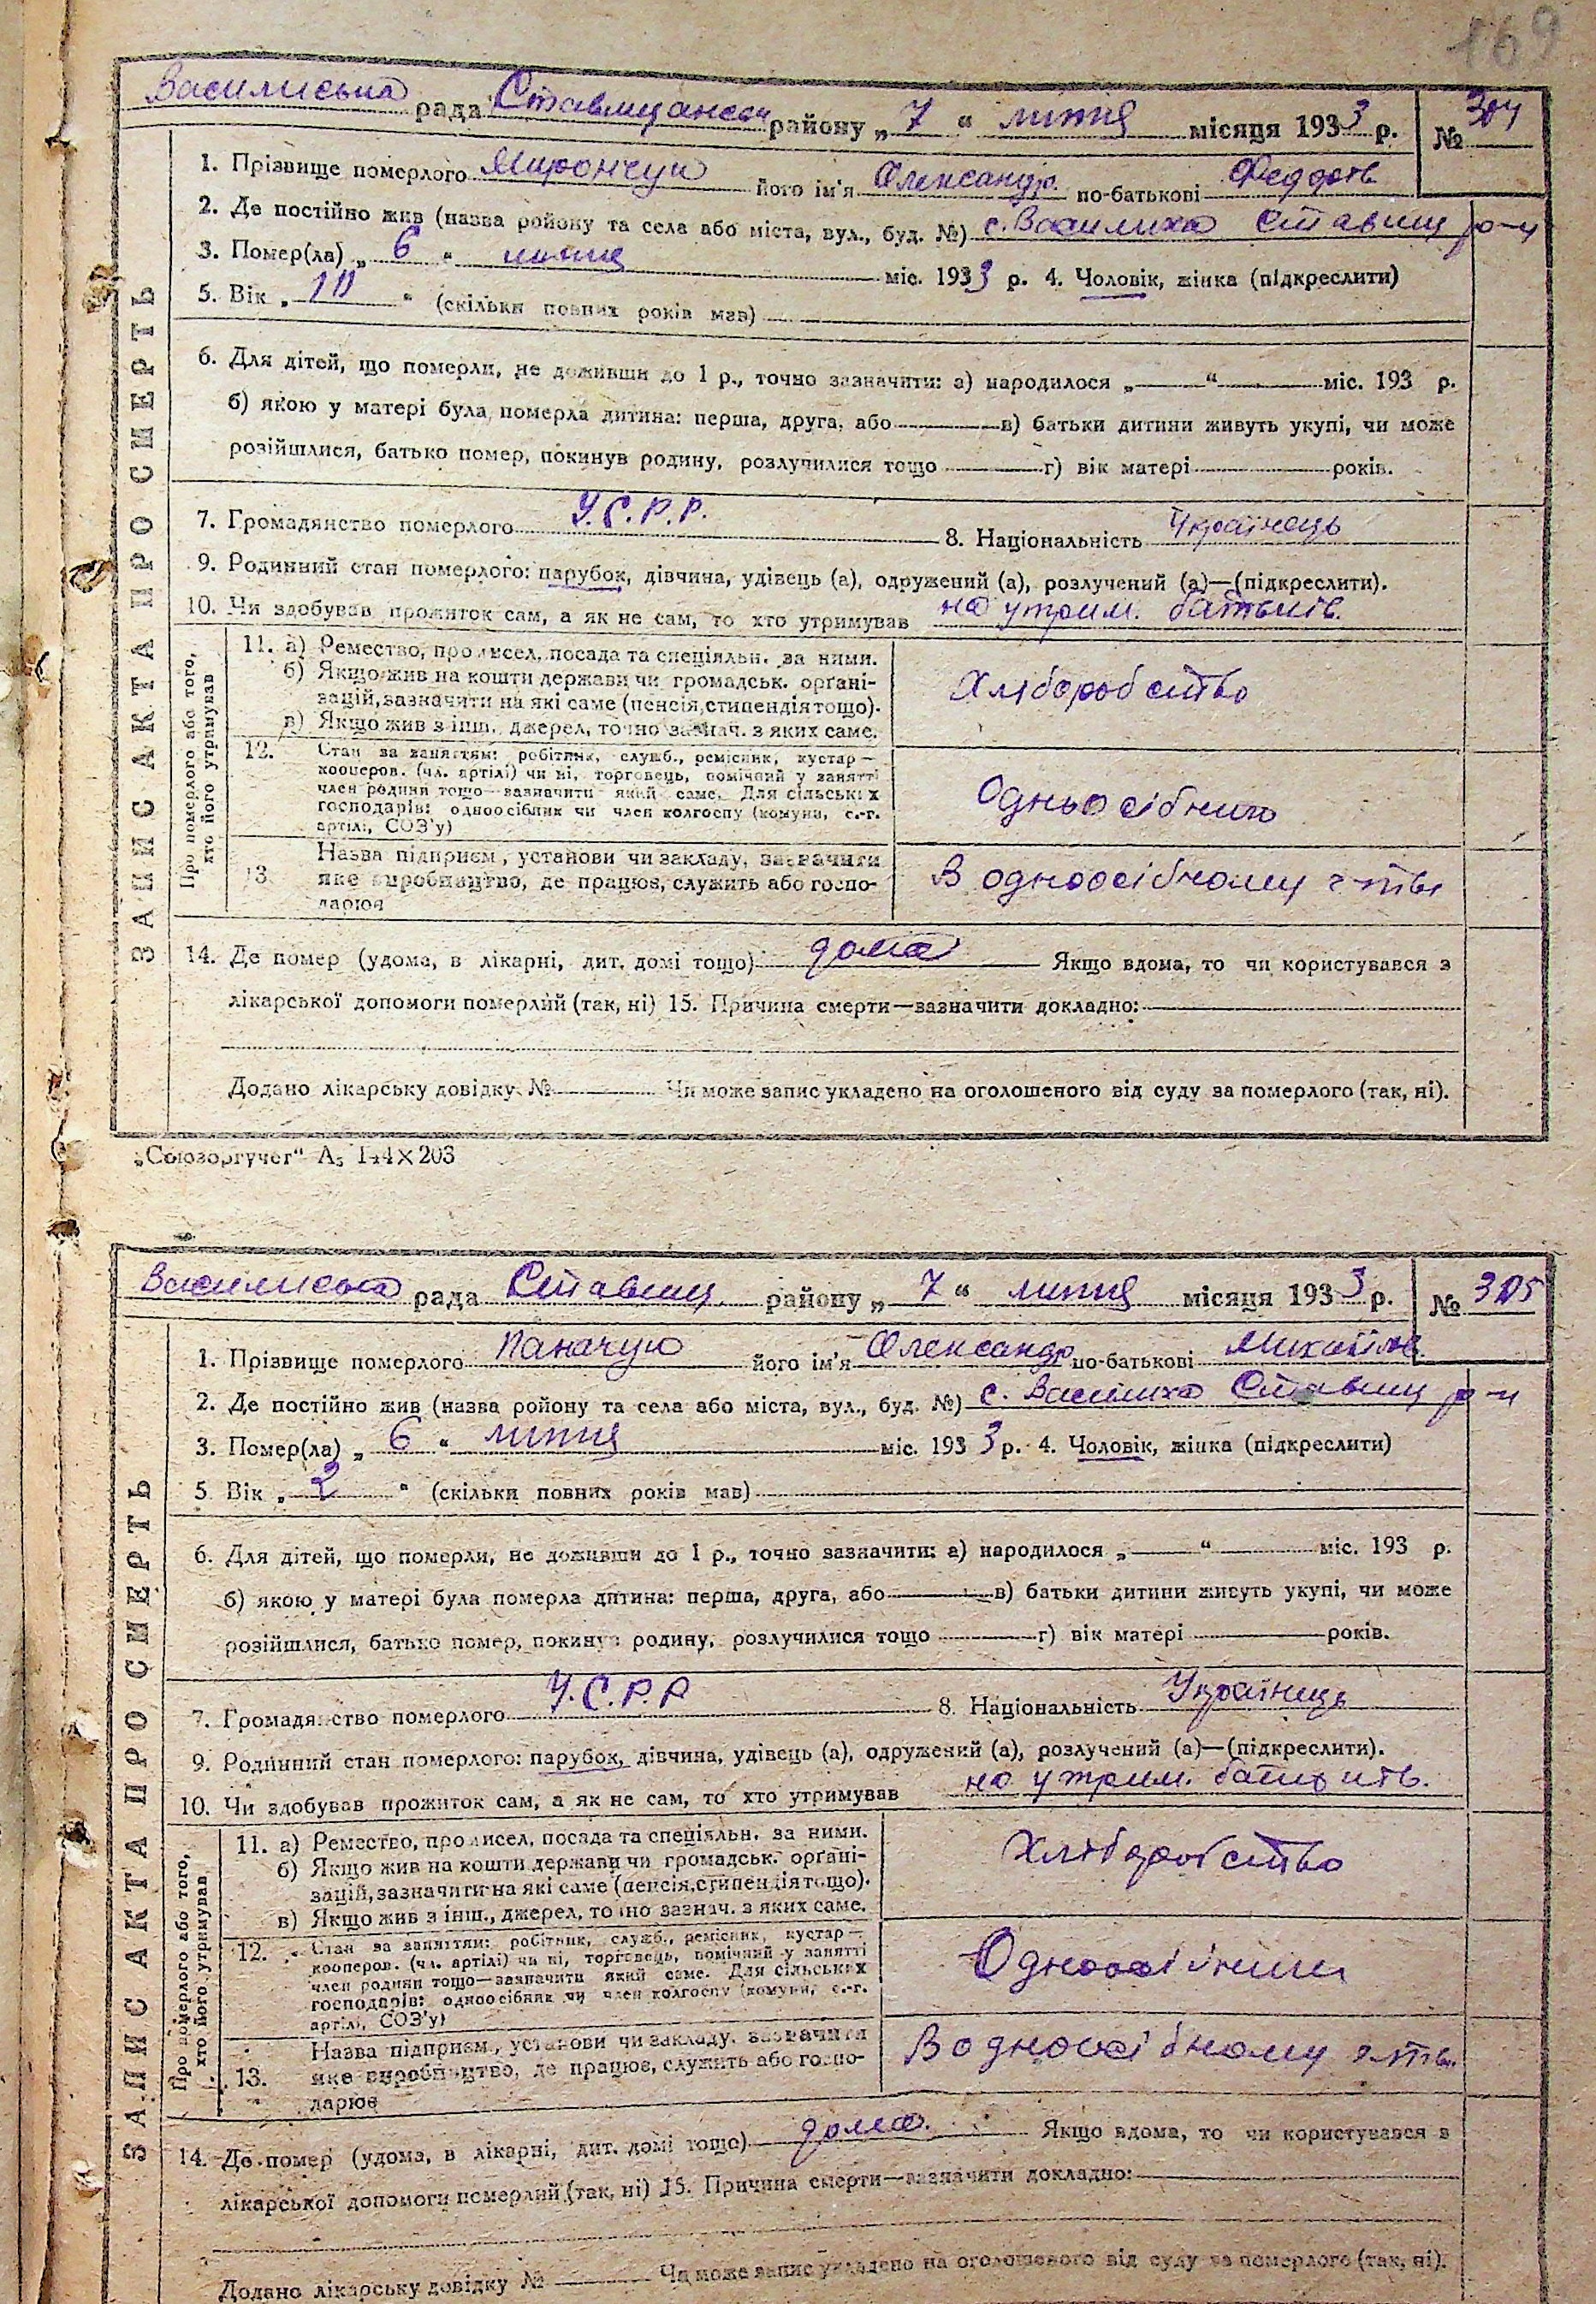 169
Василиська рада Ставищанськ району „ 7 “ липня місяця 1933 р. № 304
ЗАПИС АКТА ПРО СМЕРТЬ
1. Прізвище померлого Мирончук його ім'я Олександр по-батькові Федорів
2. Де постійно жив (назва ройону та села або міста, вул., буд. №) с. Василиха Ставищ р-н
3. Помер(ла) „ 6 “ липня міс. 1933 р. 4. Чоловік, жінка (підкреслити)
5. Вік „ 10 “ (скільки повних років мав)
6. Для дітей, що померли, не доживши до 1 р., точно зазначити: а) народилося „ “ міс. 193 р.
б) якою у матері була померла дитина: перша, друга, або в) батьки дитини живуть укупі, чи може
розійшлися, батько помер, покинув родину, розлучилися тощо г) вік матері років.
7. Громадянство померлого У.С.Р.Р. 8. Національність Українець
9. Родинний стан померлого: парубок, дівчина, удівець (а), одружений (а), розлучений (а)—(підкреслити).
10. Чи здобував прожиток сам, а як не сам, то хто утримував на утрим. батьків.
Про померлого або того,
хто його утримував
11. а) Ремество, промисел, посада та спеціяльн. за ними.
б) Якщо жив на кошти держави чи громадськ. орґані-
зацій, зазначити на які саме (пенсія, стипендія тощо).
в) Якщо жив з інш. джерел, точно зазнач. з яких саме.
Хліборобство
12. Стан за заняттям: робітник, служб., ремісник, кустар—
кооперов. (чл. артілі) чи ні, торговець, помічний у занятті
член родини тощо—зазначити який саме. Для сільських
господарів: одноосібник чи член колгоспу (комуни, с.-г.
артілі, СОЗ'у)
Одньосібник
13. Назва підприєм., установи чи закладу, зазначити
яке виробництво, де працює, служить або госпо-
дарює
В одноосібному г-тві
14. Де помер (удома, в лікарні, дит. домі тощо) дома Якщо вдома, то чи користувався з
лікарської допомоги померлий (так, ні) 15. Причина смерти—зазначити докладно:
Додано лікарську довідку № Чи може запис укладено на оголошеного від суду за померлого (так, ні).
„Союзоргучет“ А5 144×203
Василиська рада Ставищ. району „ 7 “ липня місяця 1933 р. № 305
ЗАПИС АКТА ПРО СМЕРТЬ
1. Прізвище померлого Паначук його ім'я Олександр по-батькові Михайлів
2. Де постійно жив (назва ройону та села або міста, вул., буд. №) с. Василиха Ставищ р-н
3. Помер(ла) „ 6 “ липня міс. 1933 р. 4. Чоловік, жінка (підкреслити)
5. Вік „ 2 “ (скільки повних років мав)
6. Для дітей, що померли, не доживши до 1 р., точно зазначити: а) народилося „ “ міс. 193 р.
б) якою у матері була померла дитина: перша, друга, або в) батьки дитини живуть укупі, чи може
розійшлися, батько помер, покинув родину, розлучилися тощо г) вік матері років.
7. Громадянство померлого У.С.Р.Р 8. Національність Українець
9. Родинний стан померлого: парубок, дівчина, удівець (а), одружений (а), розлучений (а)—(підкреслити).
10. Чи здобував прожиток сам, а як не сам, то хто утримував на утрим. батьків.
Про померлого або того,
хто його утримував
11. а) Ремество, промисел, посада та спеціяльн. за ними.
б) Якщо жив на кошти держави чи громадськ. орґані-
зацій, зазначити на які саме (пенсія, стипендія тощо).
в) Якщо жив з інш., джерел, точно зазнач. з яких саме.
Хліборобство
12. Стан за заняттям: робітник, служб., ремісник, кустар—
кооперов. (чл. артілі) чи ні, торговець, помічний у занятті
член родини тощо—зазначити який саме. Для сільських
господарів: одноосібник чи член колгоспу (комуни, с.-г.
артілі, СОЗ'у)
Одноосібник
13. Назва підприєм., установи чи закладу, зазначити
яке виробництво, де працює, служить або госпо-
дарює
В одноосібному г-тві.
14. Де помер (удома, в лікарні, дит. домі тощо) дома. Якщо вдома, то чи користувався з
лікарської допомоги померлий (так, ні) 15. Причина смерти—зазначити докладно:
Додано лікарську довідку № Чи може запис укладено на оголошеного від суду за померлого (так, ні).